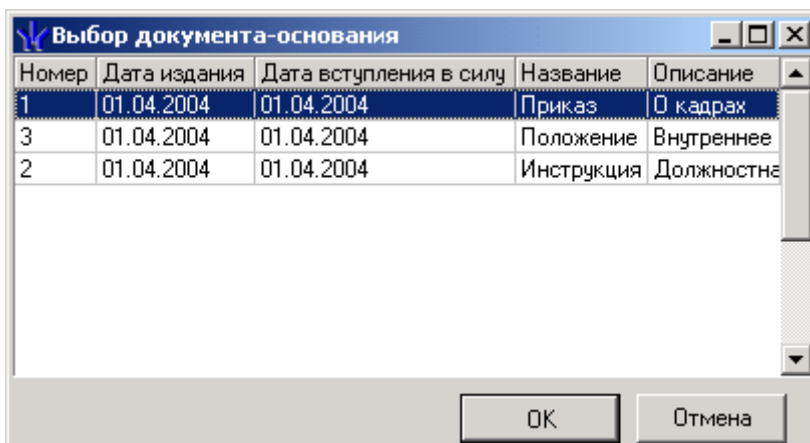 Выбор документа-основания
Номер Дата издания Дата вступления в силу Название Описание
1 01.04.2004 01.04.2004 Приказ О кадрах
3 01.04.2004 01.04.2004 Положение Внутреннее
2 01.04.2004 01.04.2004 Инструкция Должностна
OK Отмена